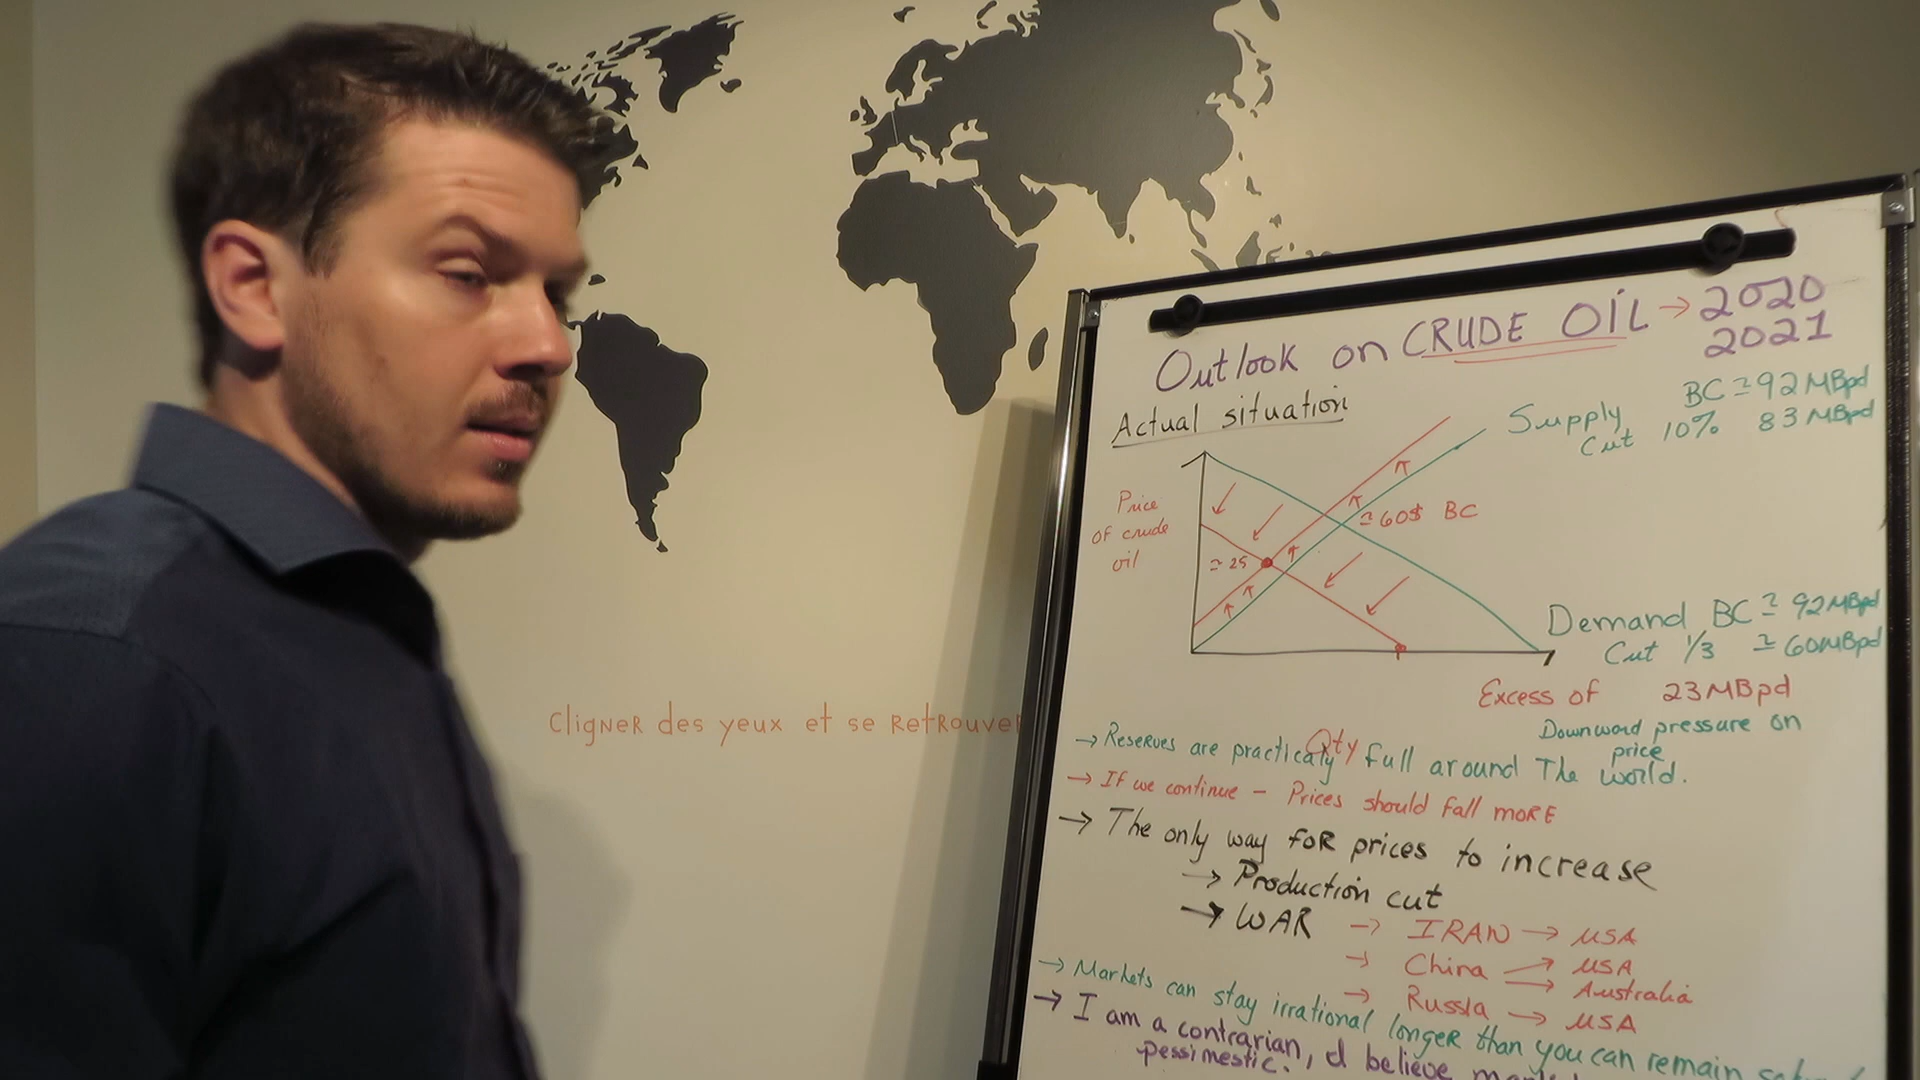 Outlook on CRUDE OIL → 2020
2021
Actual situation
Supply BC ≃ 92 MBpd
Cut 10% 83 MBpd
Price
of crude
oil
≃ 60$ BC
≃ 25
Demand BC ≃ 92 MBpd
Cut 1/3 ≃ 60 MBpd
Excess of 23 MBpd
Qty
Downward pressure on
price
Cligner des yeux et se Retrouver
→ Reserves are practicaly full around The world.
→ If we continue - Prices should fall moRE
→ The only way foR prices to increase
→ Production cut
→ WAR → IRAN → USA
→ China → USA
→ Australia
→ Russia → USA
→ Markets can stay irrational longer than you can remain
→ I am a contrarian, I believe
pessimestic.